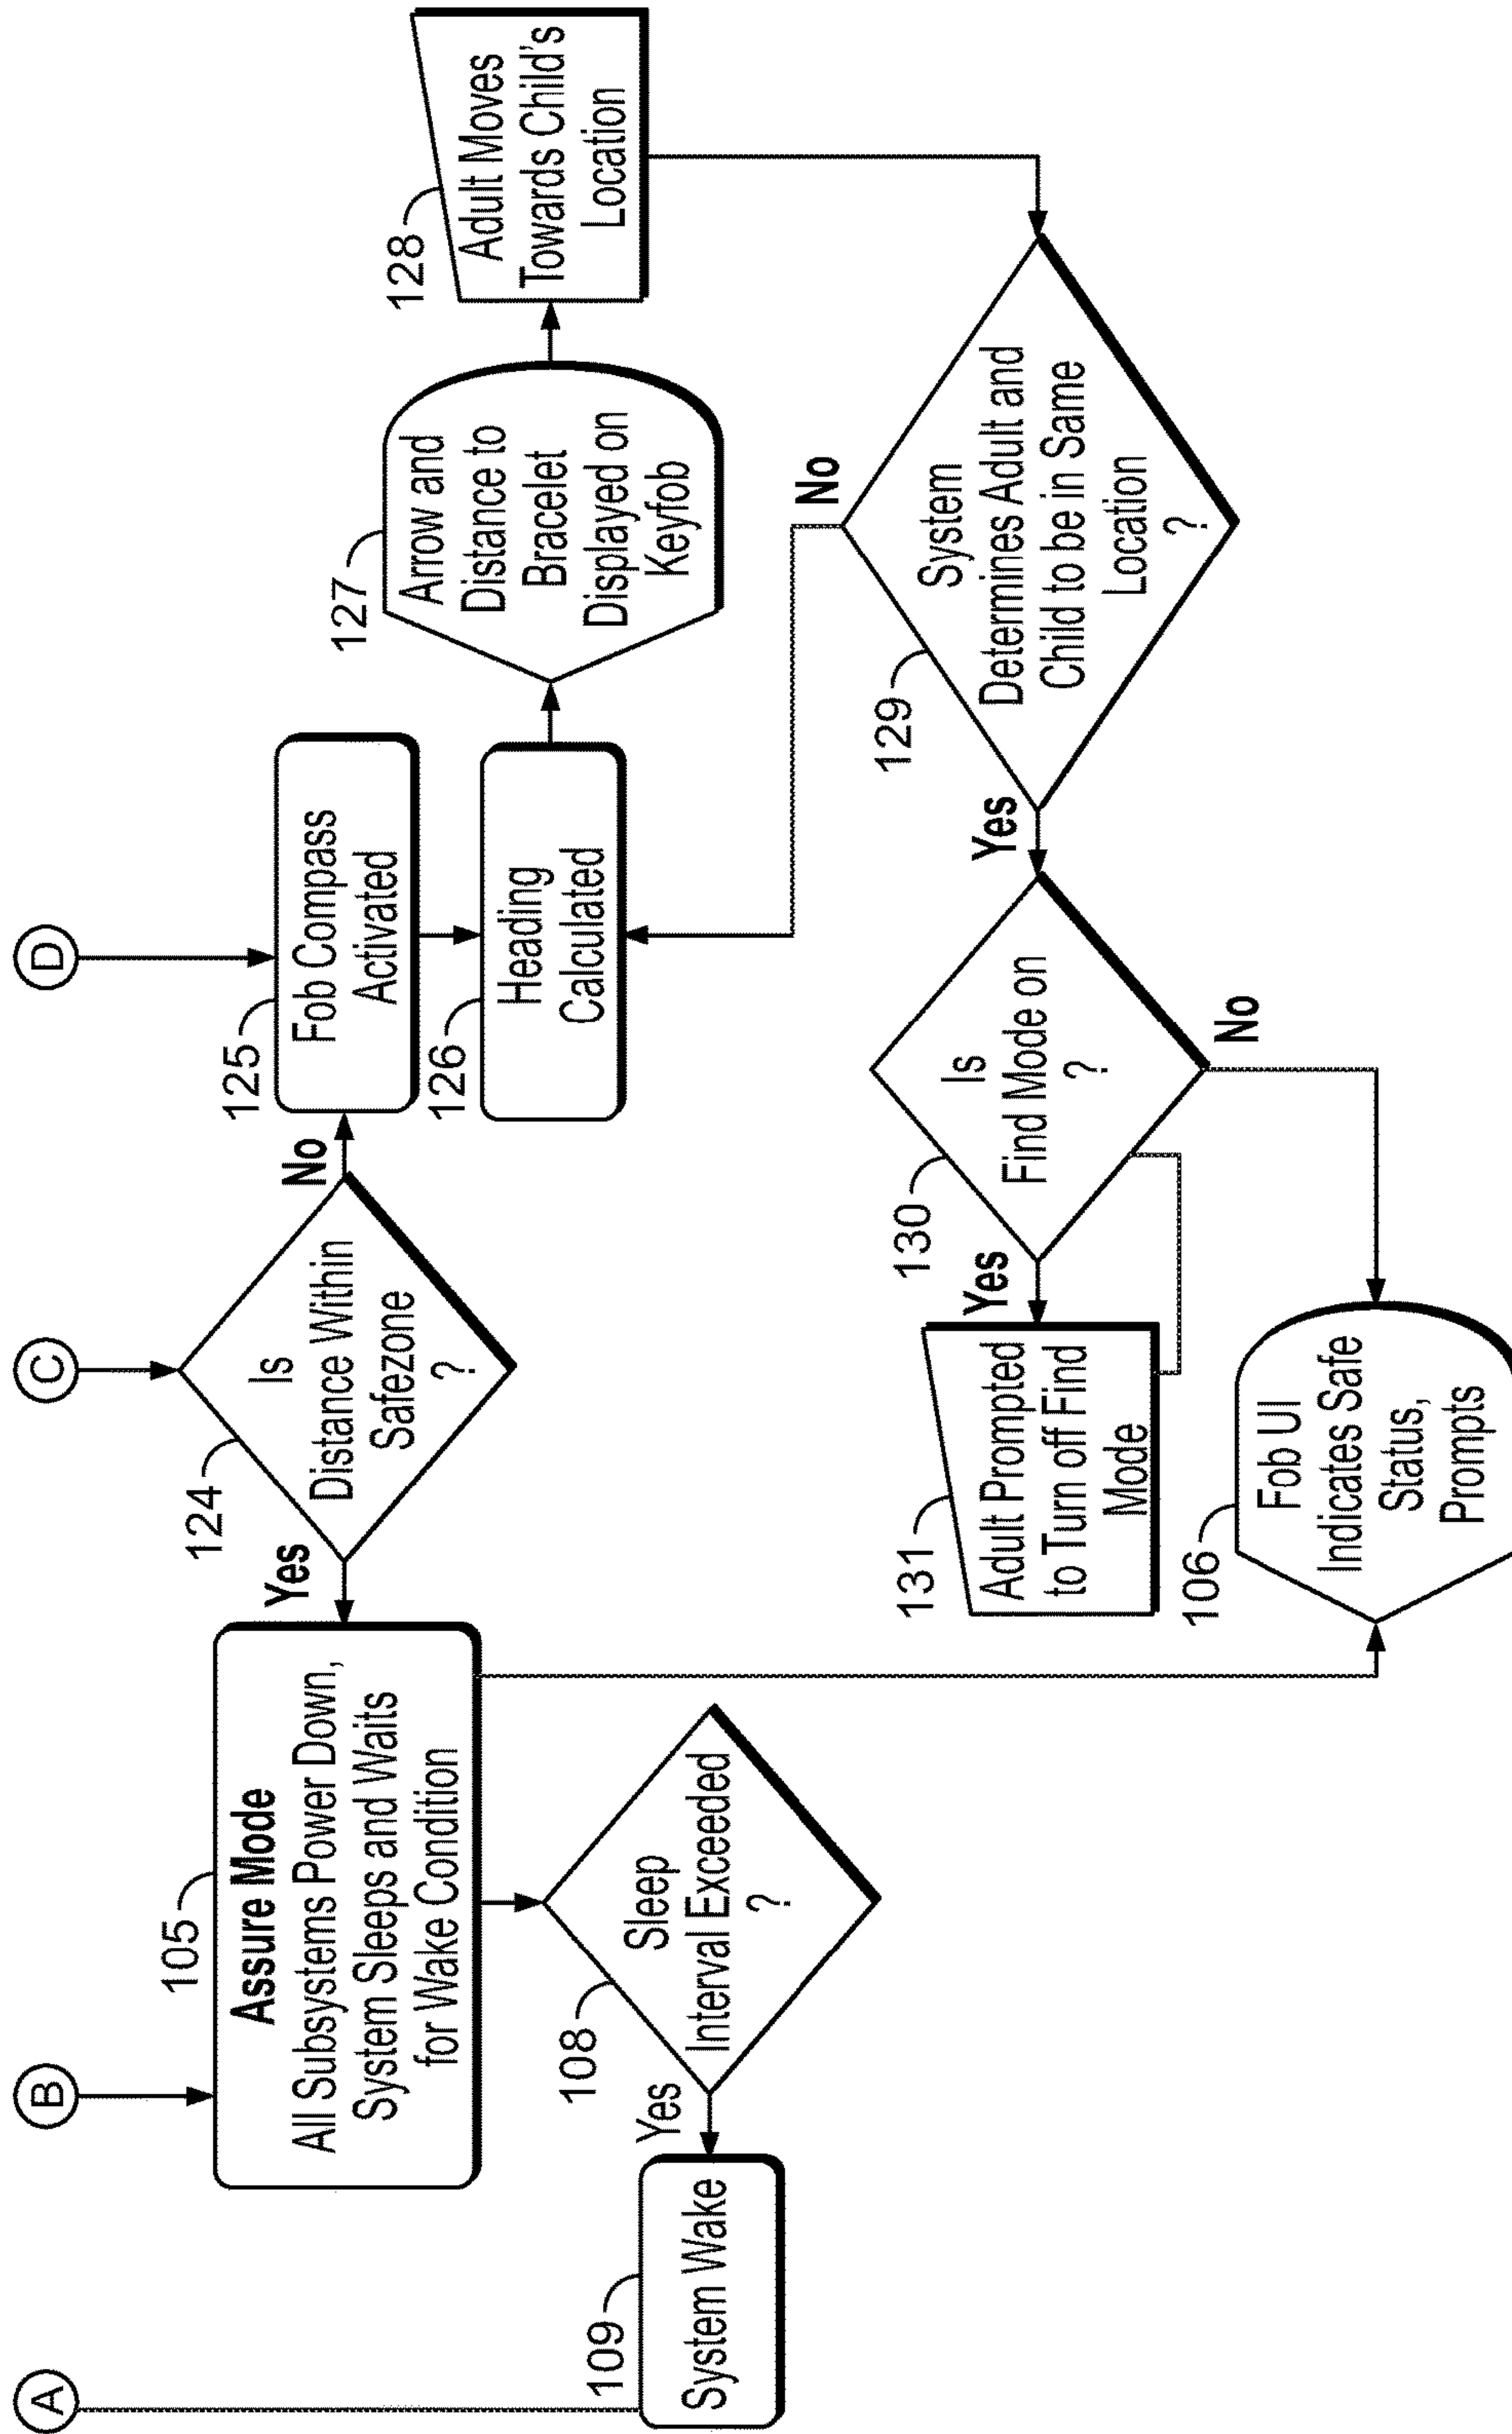 A
B
C
D
105
Assure Mode
All Subsystems Power Down,
System Sleeps and Waits
for Wake Condition
Yes
124
Is
Distance Within
Safezone
?
No
125
Fob Compass
Activated
126
Heading
Calculated
127
Arrow and
Distance to
Bracelet
Displayed on
Keyfob
128
Adult Moves
Towards Child's
Location
109
System Wake
Yes
108
Sleep
Interval Exceeded
?
No
129
System
Determines Adult and
Child to be in Same
Location
?
Yes
130
Is
Find Mode on
?
Yes
No
131
Adult Prompted
to Turn off Find
Mode
106
Fob UI
Indicates Safe
Status,
Prompts